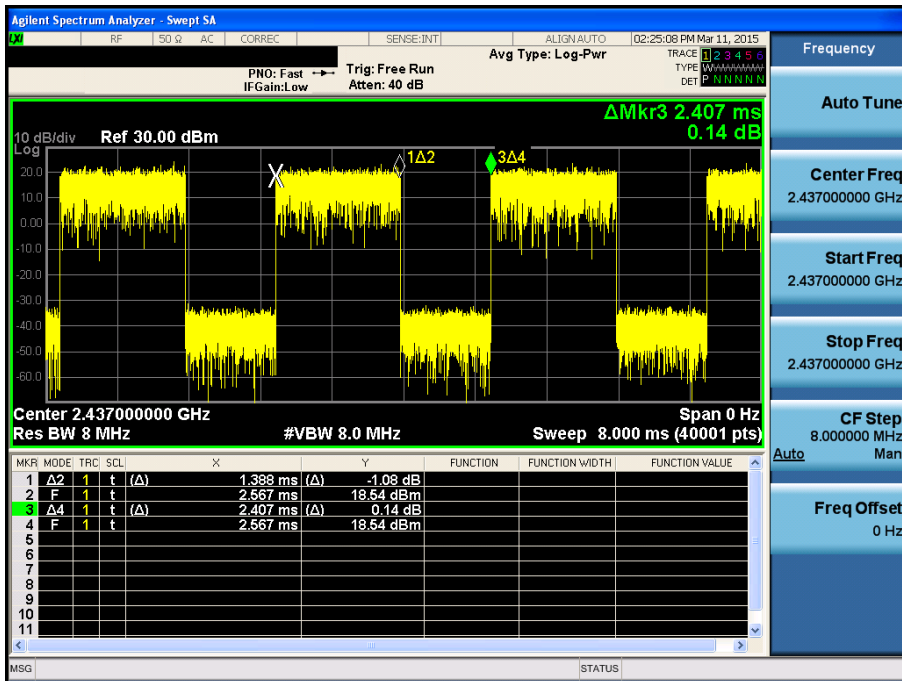 Agilent Spectrum Analyzer - Swept SA
LXI RF 50 Ω AC CORREC SENSE:INT ALIGN AUTO 02:25:08 PM Mar 11, 2015
Avg Type: Log-Pwr
TRACE 1 2 3 4 5 6
TYPE WWWWWW
DET P N N N N N
PNO: Fast
IFGain:Low
Trig: Free Run
Atten: 40 dB
ΔMkr3 2.407 ms
0.14 dB
10 dB/div Ref 30.00 dBm
Log
1Δ2
3Δ4
20.0
10.0
0.00
-10.0
-20.0
-30.0
-40.0
-50.0
-60.0
Center 2.437000000 GHz Span 0 Hz
Res BW 8 MHz #VBW 8.0 MHz Sweep 8.000 ms (40001 pts)
MKR MODE TRC SCL X Y FUNCTION FUNCTION WIDTH FUNCTION VALUE
1 Δ2 1 t (Δ) 1.388 ms (Δ) -1.08 dB
2 F 1 t 2.567 ms 18.54 dBm
3 Δ4 1 t (Δ) 2.407 ms (Δ) 0.14 dB
4 F 1 t 2.567 ms 18.54 dBm
5
6
7
8
9
10
11
MSG STATUS
Frequency
Auto Tune
Center Freq
2.437000000 GHz
Start Freq
2.437000000 GHz
Stop Freq
2.437000000 GHz
CF Step
8.000000 MHz
Auto Man
Freq Offset
0 Hz